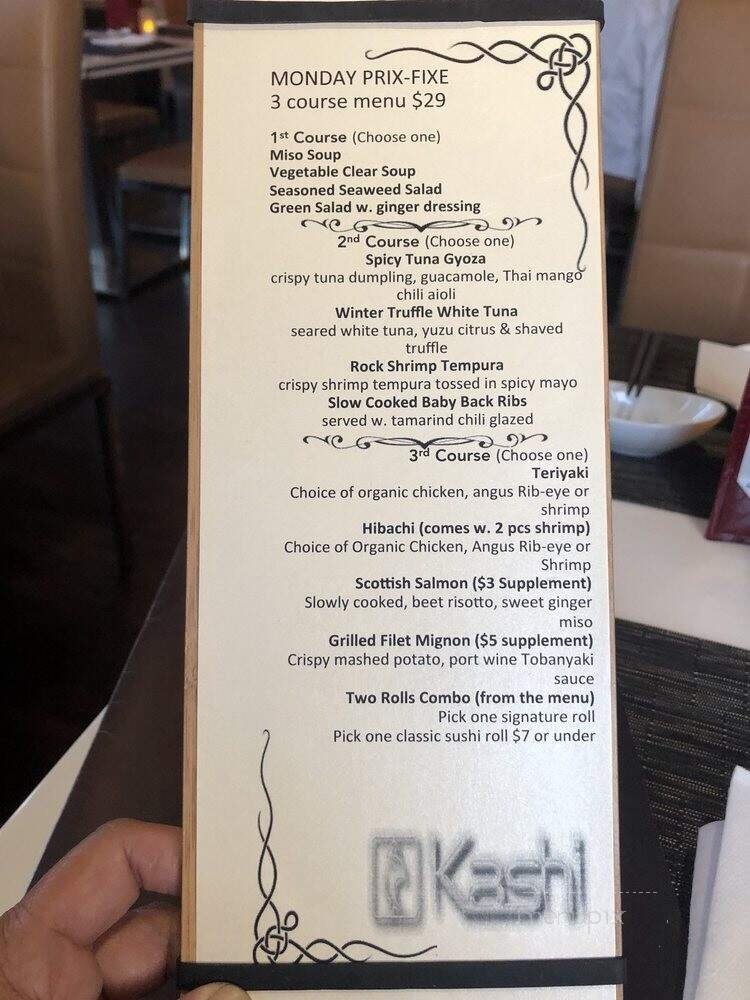 MONDAY PRIX-FIXE
3 course menu $29
1st Course (Choose one)
Miso Soup
Vegetable Clear Soup
Seasoned Seaweed Salad
Green Salad w. ginger dressing
2nd Course (Choose one)
Spicy Tuna Gyoza
crispy tuna dumpling, guacamole, Thai mango
chili aioli
Winter Truffle White Tuna
seared white tuna, yuzu citrus & shaved
truffle
Rock Shrimp Tempura
crispy shrimp tempura tossed in spicy mayo
Slow Cooked Baby Back Ribs
served w. tamarind chili glazed
3rd Course (Choose one)
Teriyaki
Choice of organic chicken, angus Rib-eye or
shrimp
Hibachi (comes w. 2 pcs shrimp)
Choice of Organic Chicken, Angus Rib-eye or
Shrimp
Scottish Salmon ($3 Supplement)
Slowly cooked, beet risotto, sweet ginger
miso
Grilled Filet Mignon ($5 supplement)
Crispy mashed potato, port wine Tobanyaki
sauce
Two Rolls Combo (from the menu)
Pick one signature roll
Pick one classic sushi roll $7 or under
Kashi
menupix